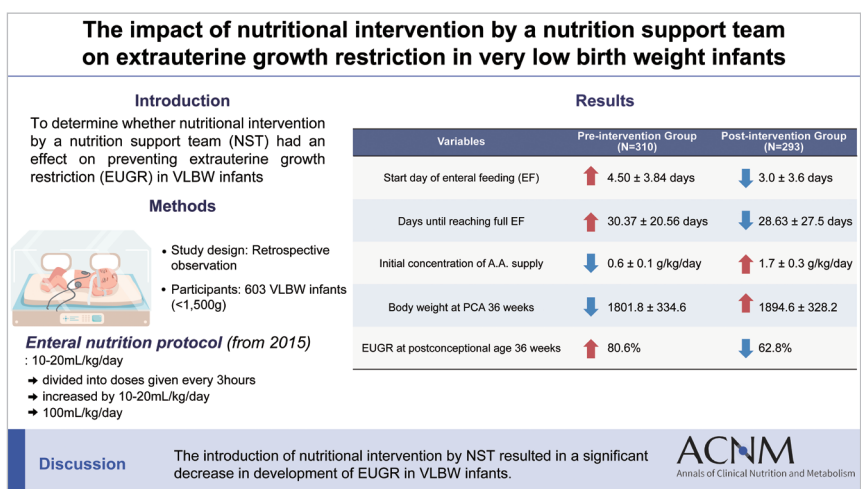 The impact of nutritional intervention by a nutrition support team
on extrauterine growth restriction in very low birth weight infants
Introduction
To determine whether nutritional intervention
by a nutrition support team (NST) had an
effect on preventing extrauterine growth
restriction (EUGR) in VLBW infants
Methods
• Study design: Retrospective
observation
• Participants: 603 VLBW infants
(<1,500g)
Enteral nutrition protocol (from 2015)
: 10-20mL/kg/day
➔ divided into doses given every 3hours
➔ increased by 10-20mL/kg/day
➔ 100mL/kg/day
Results
Variables Pre-intervention Group (N=310) Post-intervention Group (N=293)
Start day of enteral feeding (EF) 4.50 ± 3.84 days 3.0 ± 3.6 days
Days until reaching full EF 30.37 ± 20.56 days 28.63 ± 27.5 days
Initial concentration of A.A. supply 0.6 ± 0.1 g/kg/day 1.7 ± 0.3 g/kg/day
Body weight at PCA 36 weeks 1801.8 ± 334.6 1894.6 ± 328.2
EUGR at postconceptional age 36 weeks 80.6% 62.8%
Discussion
The introduction of nutritional intervention by NST resulted in a significant
decrease in development of EUGR in VLBW infants.
ACNM
Annals of Clinical Nutrition and Metabolism